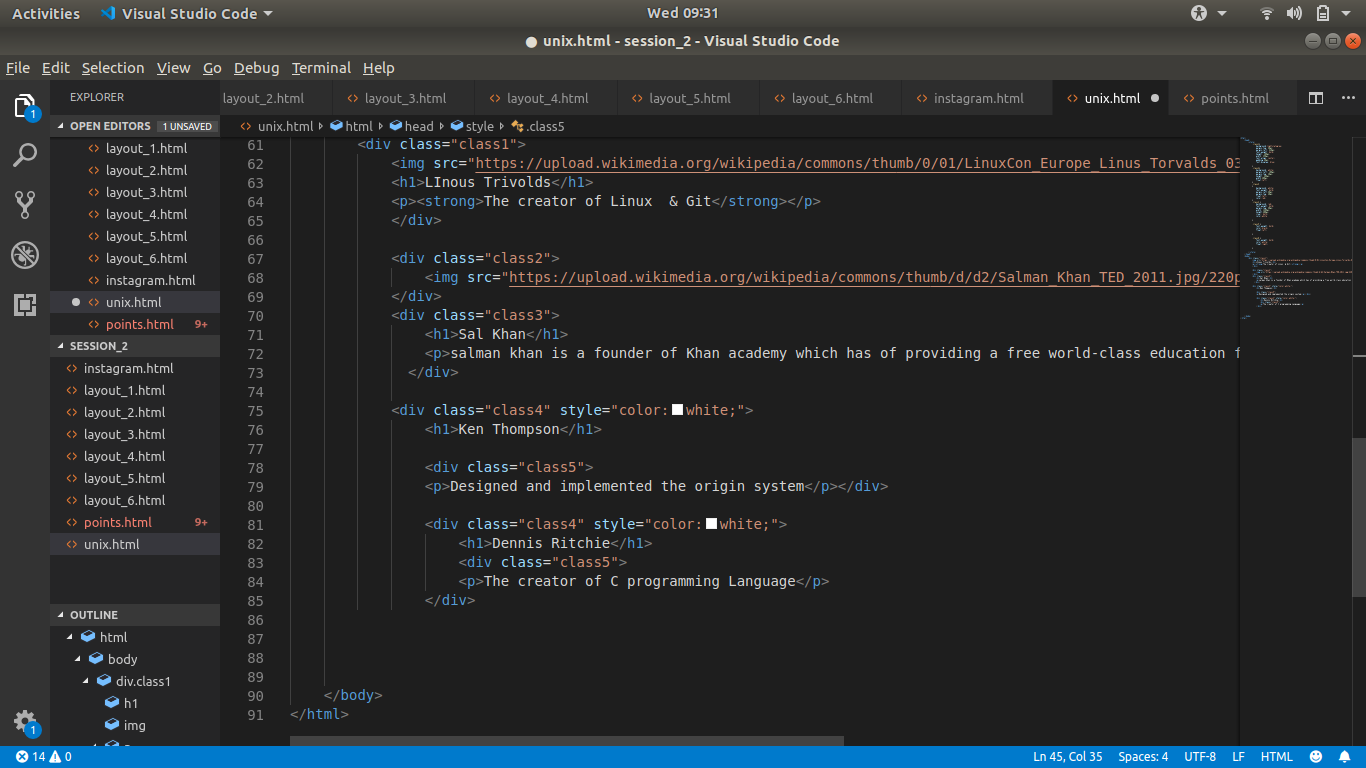 Activities Visual Studio Code Wed 09:31
● unix.html - session_2 - Visual Studio Code
File Edit Selection View Go Debug Terminal Help
EXPLORER
layout_2.html layout_3.html layout_4.html layout_5.html layout_6.html instagram.html unix.html points.html
OPEN EDITORS 1 UNSAVED
layout_1.html
layout_2.html
layout_3.html
layout_4.html
layout_5.html
layout_6.html
instagram.html
unix.html
points.html 9+
SESSION_2
instagram.html
layout_1.html
layout_2.html
layout_3.html
layout_4.html
layout_5.html
layout_6.html
points.html 9+
unix.html
OUTLINE
html
body
div.class1
h1
img
1
1
unix.html html head style .class5
61 <div class="class1">
62 <img src="https://upload.wikimedia.org/wikipedia/commons/thumb/0/01/LinuxCon_Europe_Linus_Torvalds_03
63 <h1>LInous Trivolds</h1>
64 <p><strong>The creator of Linux  & Git</strong></p>
65 </div>
66
67 <div class="class2">
68 <img src="https://upload.wikimedia.org/wikipedia/commons/thumb/d/d2/Salman_Khan_TED_2011.jpg/220p
69 </div>
70 <div class="class3">
71 <h1>Sal Khan</h1>
72 <p>salman khan is a founder of Khan academy which has of providing a free world-class education f
73 </div>
74
75 <div class="class4" style="color:white;">
76 <h1>Ken Thompson</h1>
77
78 <div class="class5">
79 <p>Designed and implemented the origin system</p></div>
80
81 <div class="class4" style="color:white;">
82 <h1>Dennis Ritchie</h1>
83 <div class="class5">
84 <p>The creator of C programming Language</p>
85 </div>
86
87
88
89
90 </body>
91 </html>
14 0 Ln 45, Col 35 Spaces: 4 UTF-8 LF HTML